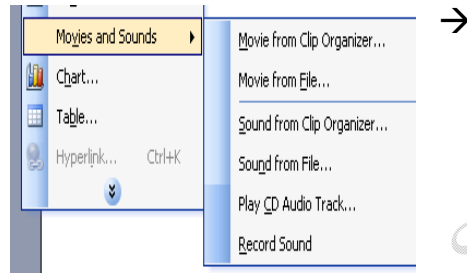 Movies and Sounds
Chart...
Table...
Hyperlink... Ctrl+K
Movie from Clip Organizer...
Movie from File...
Sound from Clip Organizer...
Sound from File...
Play CD Audio Track...
Record Sound